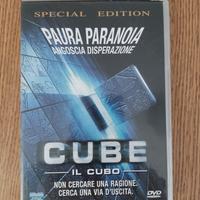 SPECIAL EDITION
PAURA PARANOIA
ANGOSCIA DISPERAZIONE
CUBE
IL CUBO
NON CERCARE UNA RAGIONE.
CERCA UNA VIA D'USCITA.
DVD